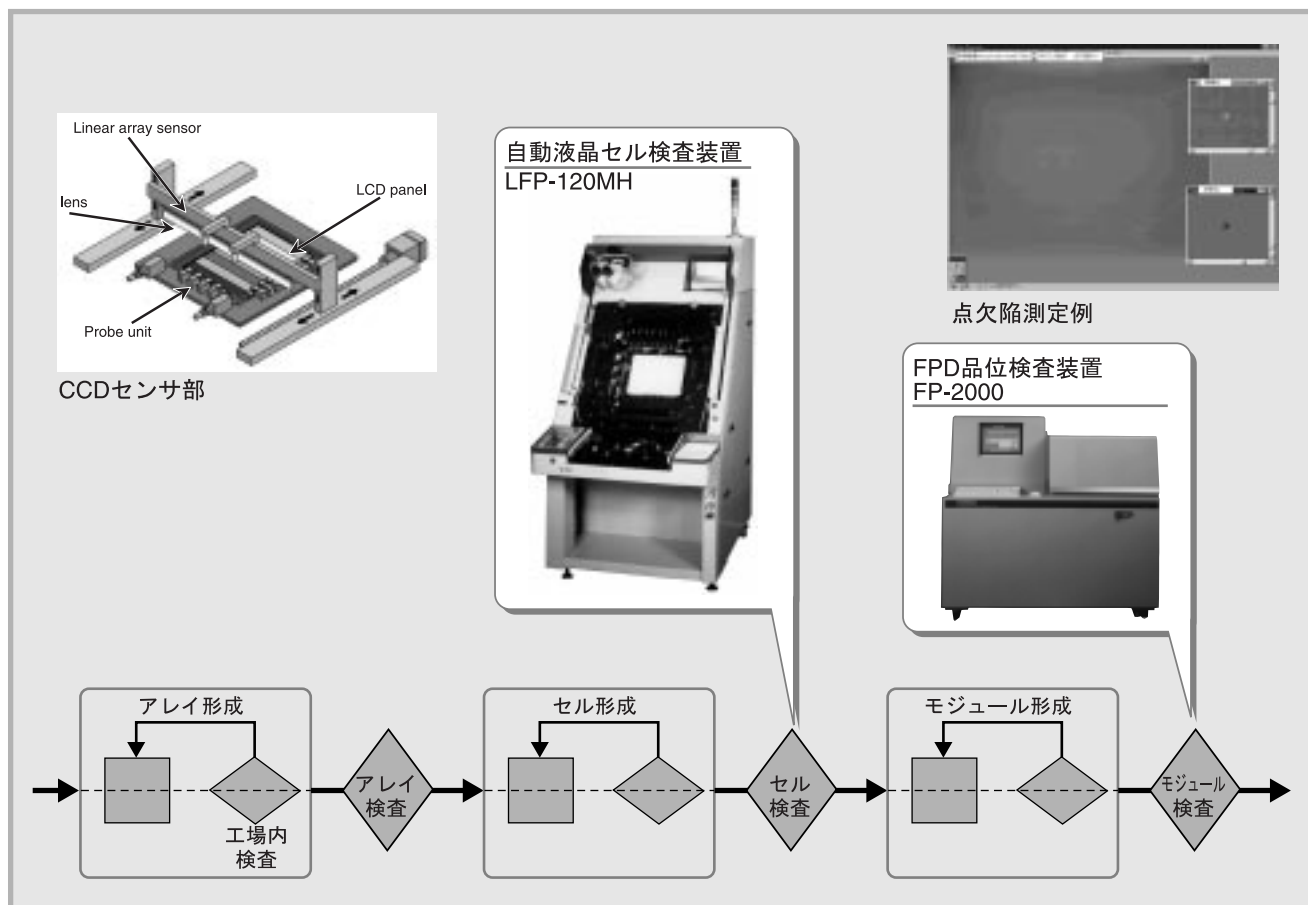 Linear array sensor
LCD panel
lens
Probe unit
CCDセンサ部
自動液晶セル検査装置
LFP-120MH
点欠陥測定例
FPD品位検査装置
FP-2000
アレイ形成
工場内
検査
アレイ
検査
セル形成
セル
検査
モジュール形成
モジュール
検査